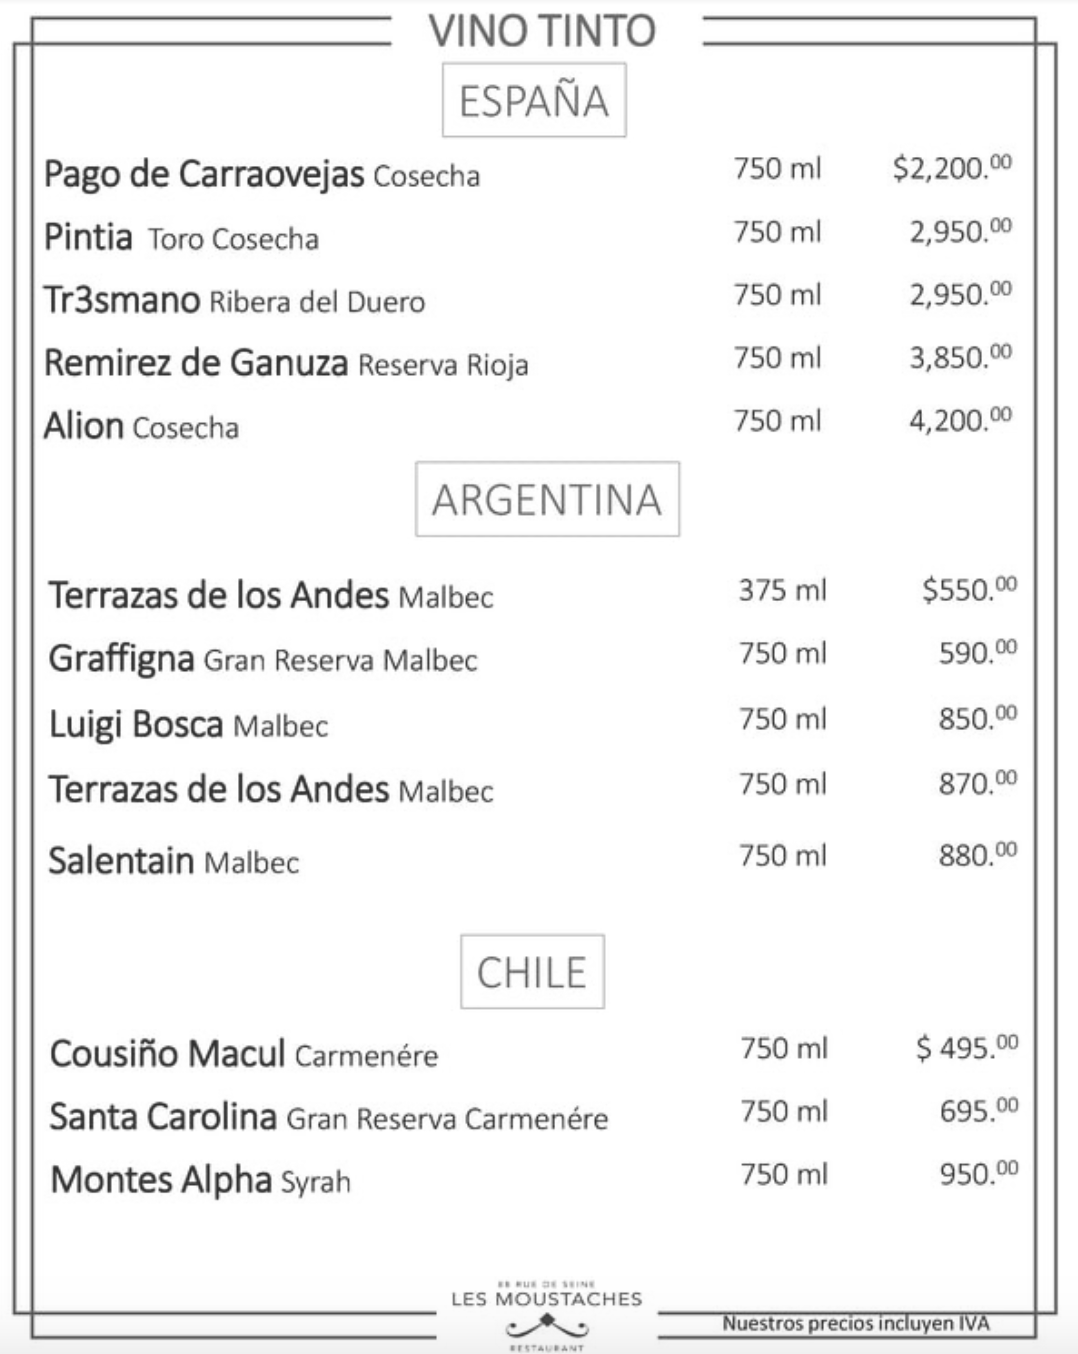 VINO TINTO
ESPAÑA
Pago de Carraovejas Cosecha 750 ml $2,200.00
Pintia Toro Cosecha 750 ml 2,950.00
Tr3smano Ribera del Duero 750 ml 2,950.00
Remirez de Ganuza Reserva Rioja 750 ml 3,850.00
Alion Cosecha 750 ml 4,200.00
ARGENTINA
Terrazas de los Andes Malbec 375 ml $550.00
Graffigna Gran Reserva Malbec 750 ml 590.00
Luigi Bosca Malbec 750 ml 850.00
Terrazas de los Andes Malbec 750 ml 870.00
Salentain Malbec 750 ml 880.00
CHILE
Cousiño Macul Carmenére 750 ml $ 495.00
Santa Carolina Gran Reserva Carmenére 750 ml 695.00
Montes Alpha Syrah 750 ml 950.00
88 RUE DE SEINE
LES MOUSTACHES
RESTAURANT
Nuestros precios incluyen IVA